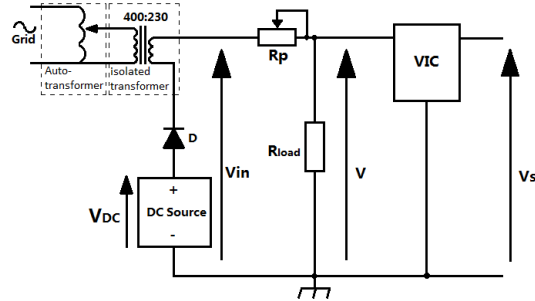 400:230
Grid
Auto-
transformer
isolated
transformer
Rp
VIC
D
Rload
Vin
V
Vs
VDC
+
DC Source
-